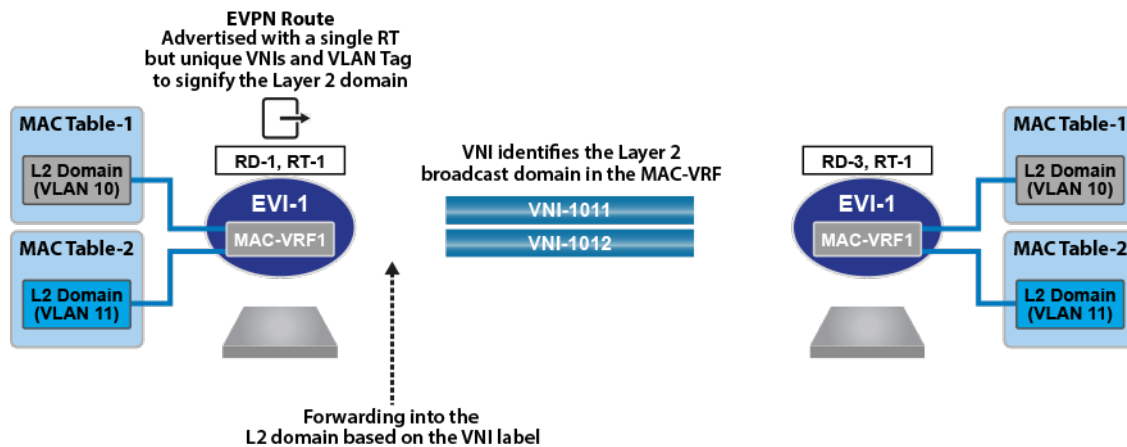 EVPN Route
Advertised with a single RT
but unique VNIs and VLAN Tag
to signify the Layer 2 domain
MAC Table-1
L2 Domain
(VLAN 10)
MAC Table-2
L2 Domain
(VLAN 11)
RD-1, RT-1
EVI-1
MAC-VRF1
VNI identifies the Layer 2
broadcast domain in the MAC-VRF
VNI-1011
VNI-1012
Forwarding into the
L2 domain based on the VNI label
RD-3, RT-1
EVI-1
MAC-VRF1
MAC Table-1
L2 Domain
(VLAN 10)
MAC Table-2
L2 Domain
(VLAN 11)